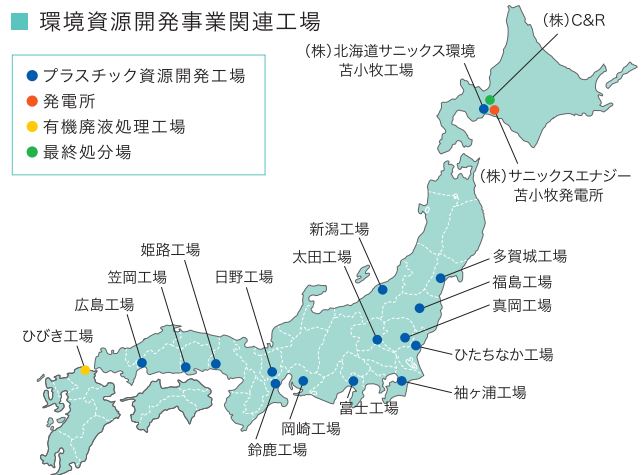 環境資源開発事業関連工場
プラスチック資源開発工場
発電所
有機廃液処理工場
最終処分場
(株)C&R
(株)北海道サニックス環境
苫小牧工場
(株)サニックスエナジー
苫小牧発電所
新潟工場
太田工場
姫路工場
笠岡工場
日野工場
広島工場
ひびき工場
多賀城工場
福島工場
真岡工場
ひたちなか工場
袖ヶ浦工場
富士工場
岡崎工場
鈴鹿工場